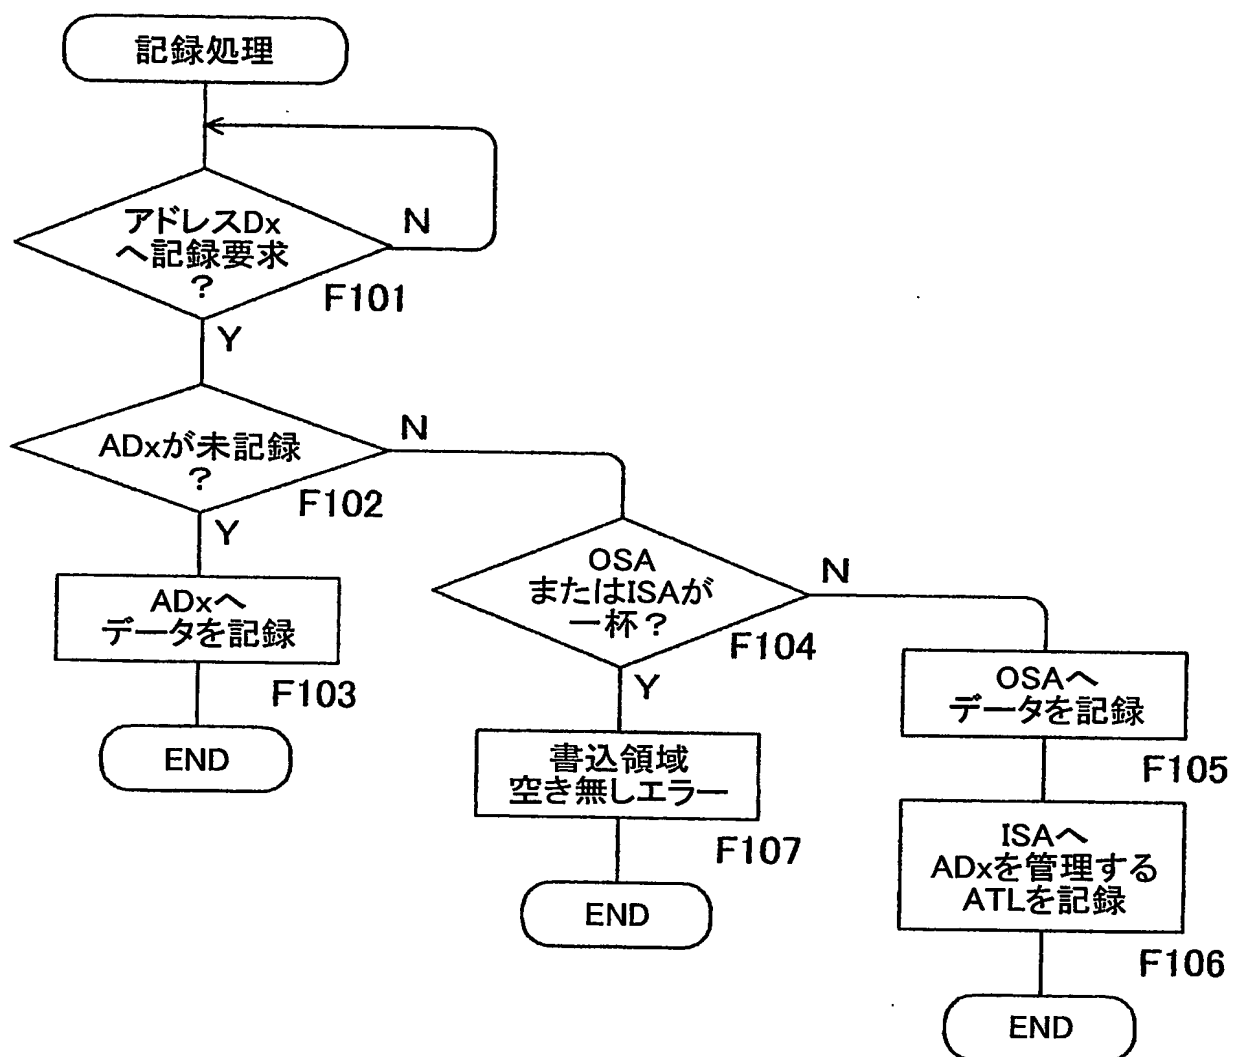 記録処理
アドレスDx
へ記録要求
?
N
F101
Y
ADxが未記録
?
N
F102
Y
ADxへ
データを記録
F103
END
OSA
またはISAが
一杯?
N
F104
Y
書込領域
空き無しエラー
F107
END
OSAへ
データを記録
F105
ISAへ
ADxを管理する
ATLを記録
F106
END